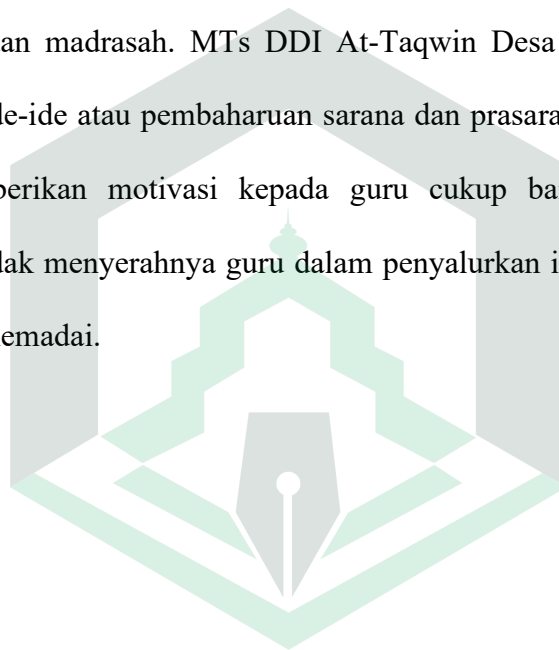 an madrasah. MTs DDI At-Taqwin Desa
de-ide atau pembaharuan sarana dan prasara
berikan motivasi kepada guru cukup ba
dak menyerahnya guru dalam penyalurkan i
emadai.